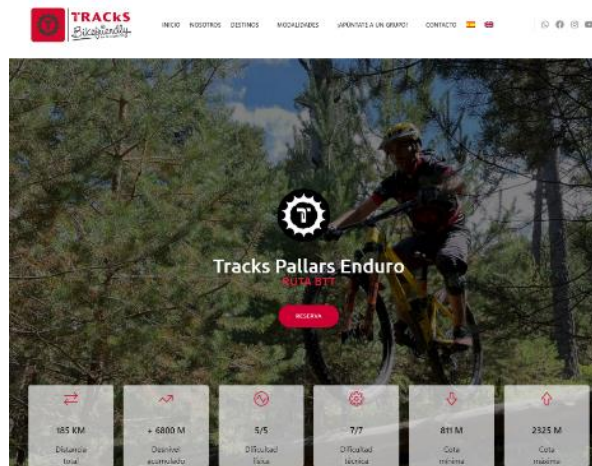 TRACKS
Bikefriendly
INICIO NOSOTROS DESTINOS MODALIDADES ¡APÚNTATE A UN GRUPO! CONTACTO
T
Tracks Pallars Enduro
RUTA BTT
RESERVA
185 KM + 6800 M 5/5 7/7 811 M 2325 M
Distancia Desnivel Dificultad Dificultad Cota Cota
total acumulado física técnica mínima máxima